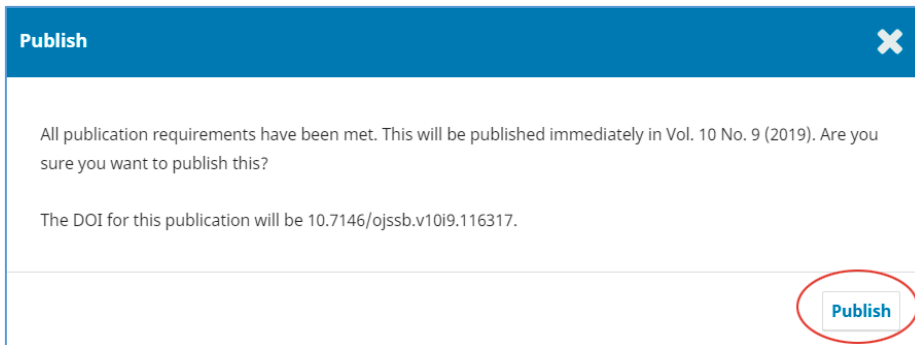 Publish
All publication requirements have been met. This will be published immediately in Vol. 10 No. 9 (2019). Are you
sure you want to publish this?
The DOI for this publication will be 10.7146/ojssb.v10i9.116317.
Publish